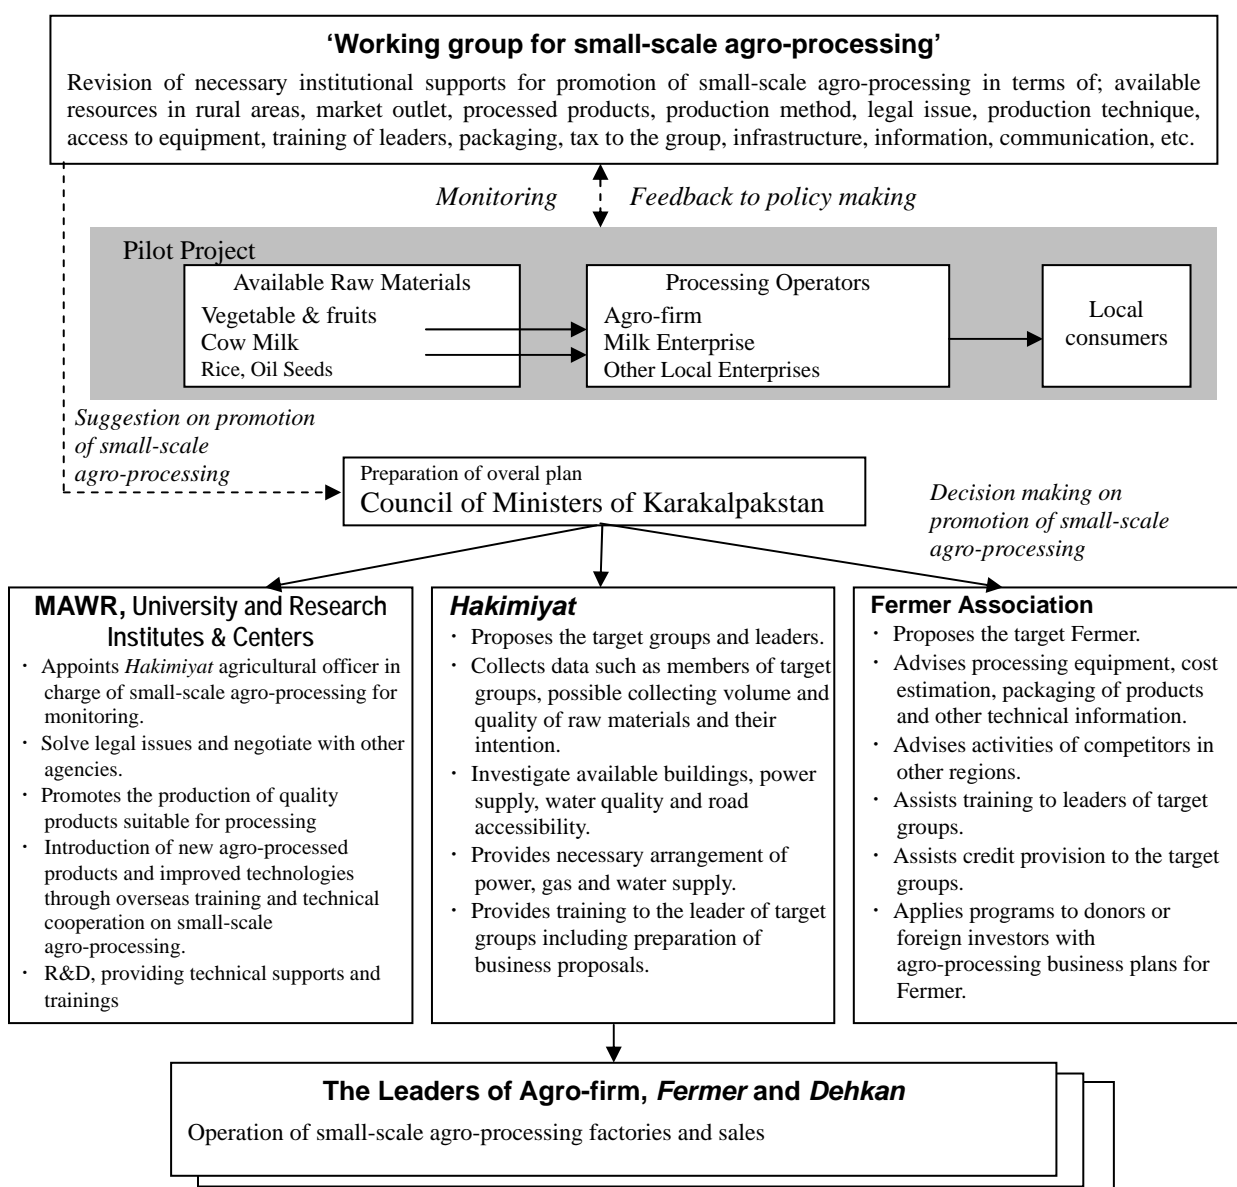 ‘Working group for small-scale agro-processing’
Revision of necessary institutional supports for promotion of small-scale agro-processing in terms of; available
resources in rural areas, market outlet, processed products, production method, legal issue, production technique,
access to equipment, training of leaders, packaging, tax to the group, infrastructure, information, communication, etc.
Monitoring
Feedback to policy making
Pilot Project
Available Raw Materials
Vegetable & fruits
Cow Milk
Rice, Oil Seeds
Processing Operators
Agro-firm
Milk Enterprise
Other Local Enterprises
Local
consumers
Suggestion on promotion
of small-scale
agro-processing
Preparation of overal plan
Council of Ministers of Karakalpakstan
Decision making on
promotion of small-scale
agro-processing
MAWR, University and Research
Institutes & Centers
· Appoints Hakimiyat agricultural officer in
charge of small-scale agro-processing for
monitoring.
· Solve legal issues and negotiate with other
agencies.
· Promotes the production of quality
products suitable for processing
· Introduction of new agro-processed
products and improved technologies
through overseas training and technical
cooperation on small-scale
agro-processing.
· R&D, providing technical supports and
trainings
Hakimiyat
· Proposes the target groups and leaders.
· Collects data such as members of target
groups, possible collecting volume and
quality of raw materials and their
intention.
· Investigate available buildings, power
supply, water quality and road
accessibility.
· Provides necessary arrangement of
power, gas and water supply.
· Provides training to the leader of target
groups including preparation of
business proposals.
Fermer Association
· Proposes the target Fermer.
· Advises processing equipment, cost
estimation, packaging of products
and other technical information.
· Advises activities of competitors in
other regions.
· Assists training to leaders of target
groups.
· Assists credit provision to the target
groups.
· Applies programs to donors or
foreign investors with
agro-processing business plans for
Fermer.
The Leaders of Agro-firm, Fermer and Dehkan
Operation of small-scale agro-processing factories and sales